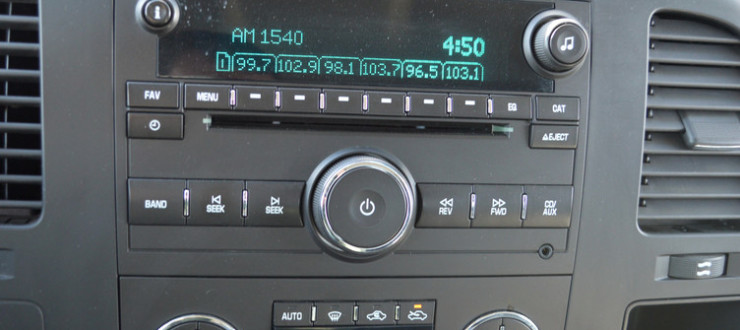 AM 1540
4:50
1 99.7 102.9 98.1 103.7 96.5 103.1
FAV MENU EQ CAT
EJECT
BAND SEEK SEEK REV FWD CD/AUX
AUTO